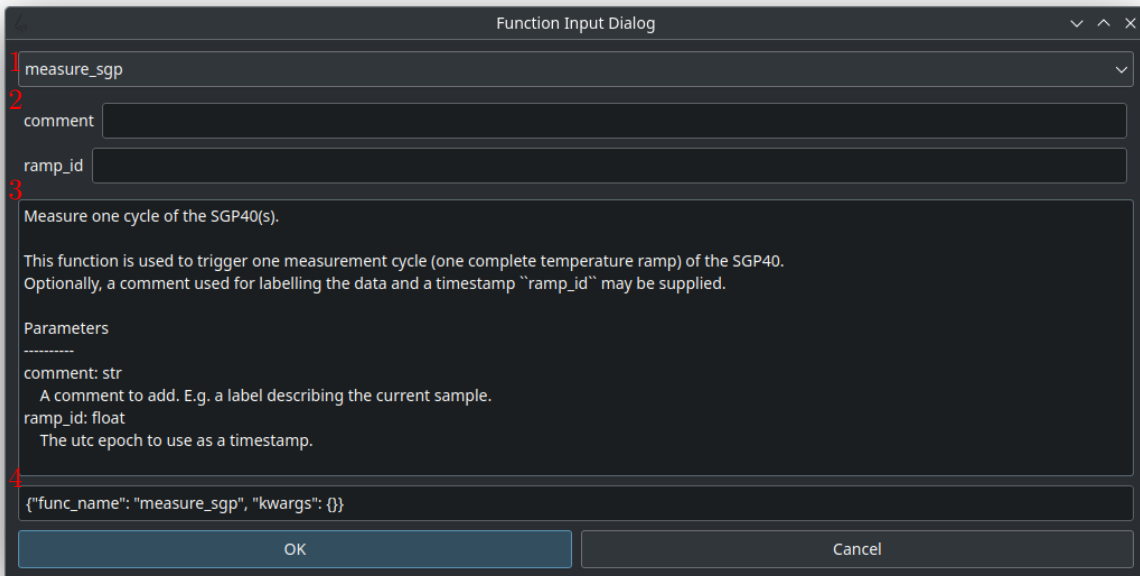 Function Input Dialog
1
measure_sgp
2
comment
ramp_id
3
Measure one cycle of the SGP40(s).
This function is used to trigger one measurement cycle (one complete temperature ramp) of the SGP40.
Optionally, a comment used for labelling the data and a timestamp ``ramp_id`` may be supplied.
Parameters
----------
comment: str
A comment to add. E.g. a label describing the current sample.
ramp_id: float
The utc epoch to use as a timestamp.
4
{"func_name": "measure_sgp", "kwargs": {}}
OK Cancel